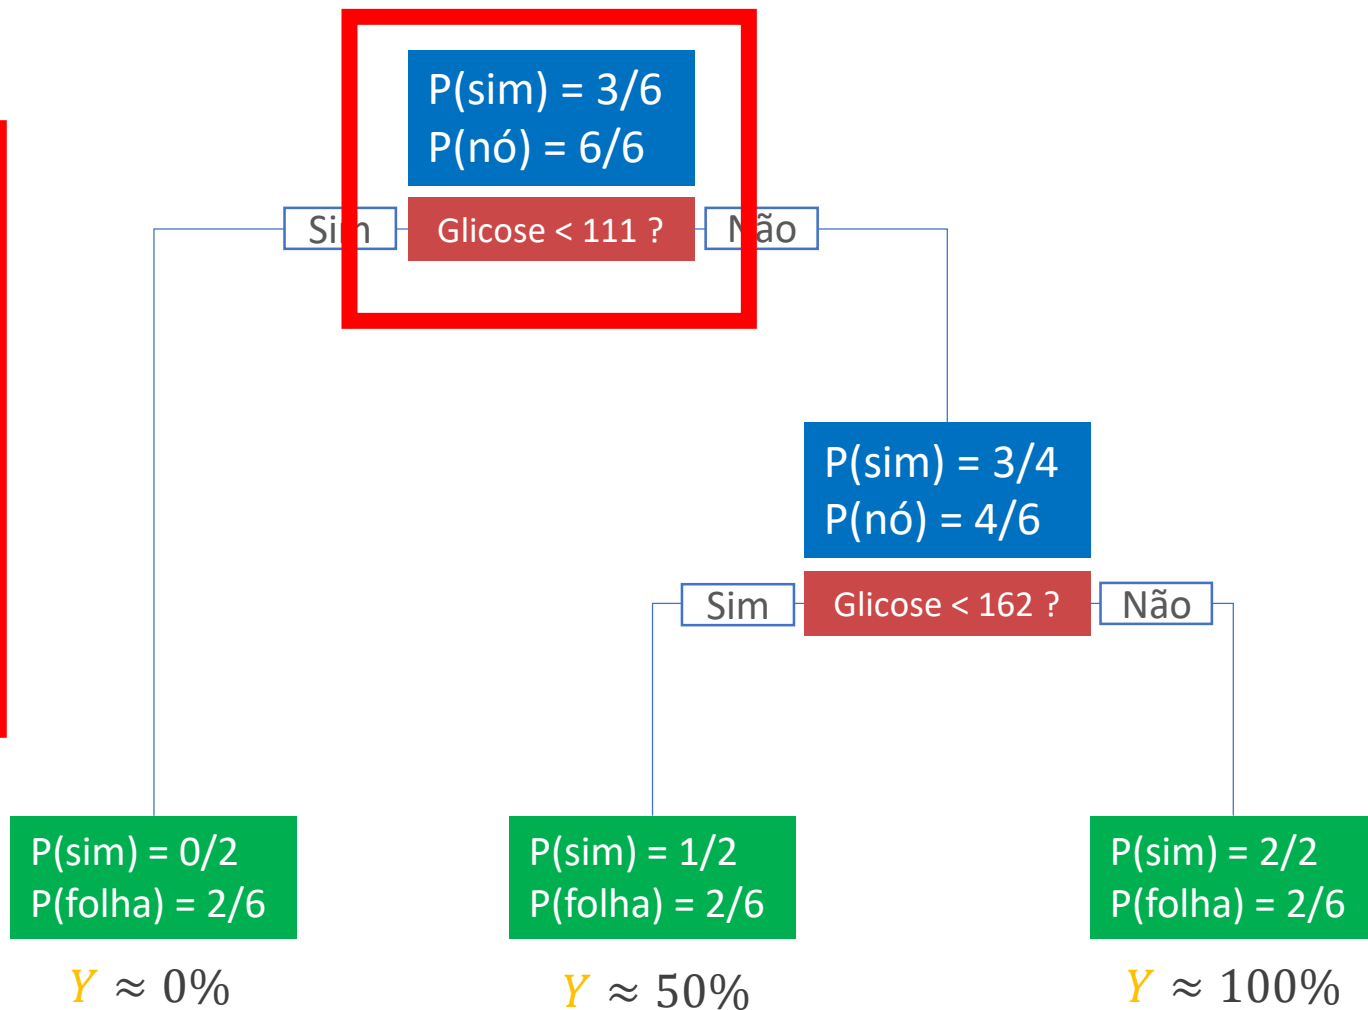 P(sim) = 3/6
P(nó) = 6/6
Sim
Glicose < 111 ?
Não
P(sim) = 3/4
P(nó) = 4/6
Sim
Glicose < 162 ?
Não
P(sim) = 0/2
P(folha) = 2/6
Y ≈ 0%
P(sim) = 1/2
P(folha) = 2/6
Y ≈ 50%
P(sim) = 2/2
P(folha) = 2/6
Y ≈ 100%